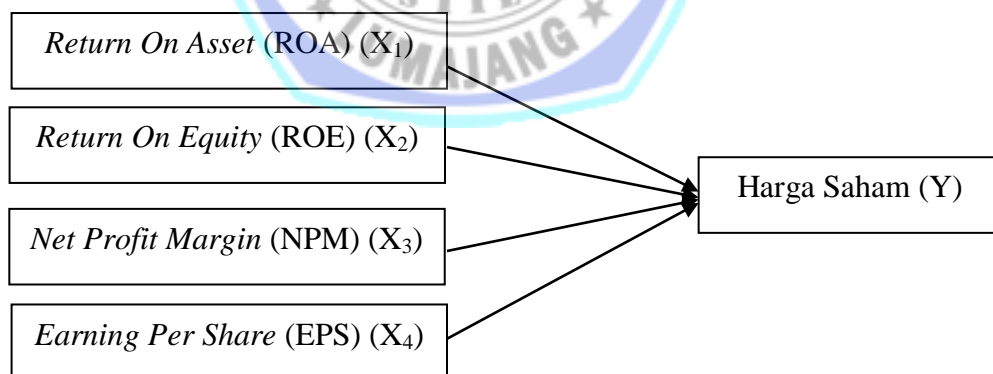 LUMAJANG
Return On Asset (ROA) (X₁)
Return On Equity (ROE) (X₂)
Net Profit Margin (NPM) (X₃)
Earning Per Share (EPS) (X₄)
Harga Saham (Y)